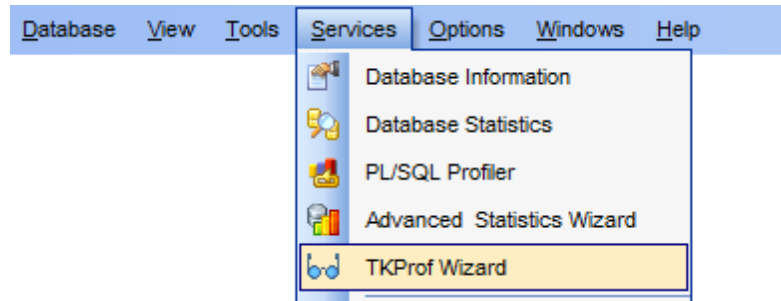 Database View Tools Services Options Windows Help
Database Information
Database Statistics
PL/SQL Profiler
Advanced Statistics Wizard
TKProf Wizard